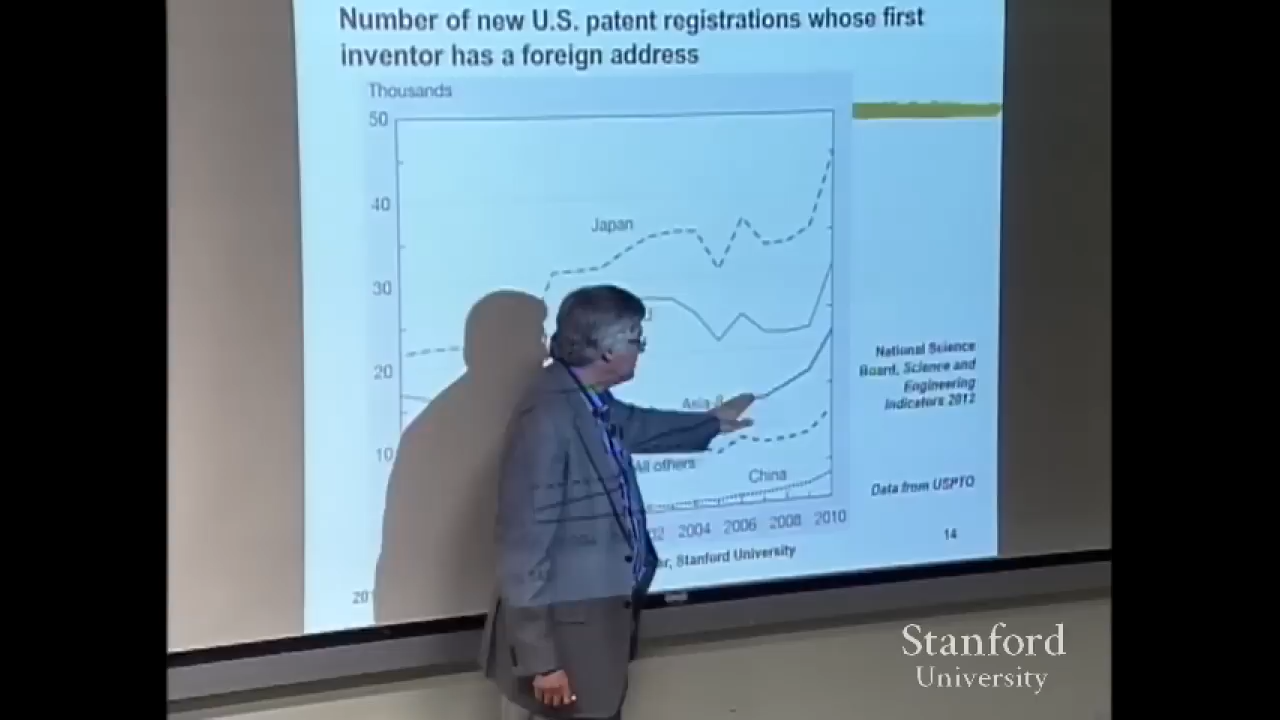 Number of new U.S. patent registrations whose first
inventor has a foreign address
Thousands
50
40
30
20
10
Japan
All others
China
2004 2006 2008 2010
National Science
Board, Science and
Engineering
Indicators 2012
Data from USPTO
14
Stanford University
Stanford
University